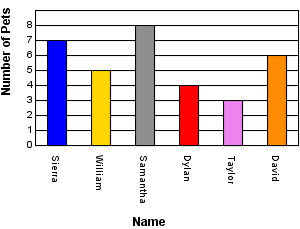 Number of Pets
8
7
6
5
4
3
2
1
0
Sierra
William
Samantha
Dylan
Taylor
David
Name